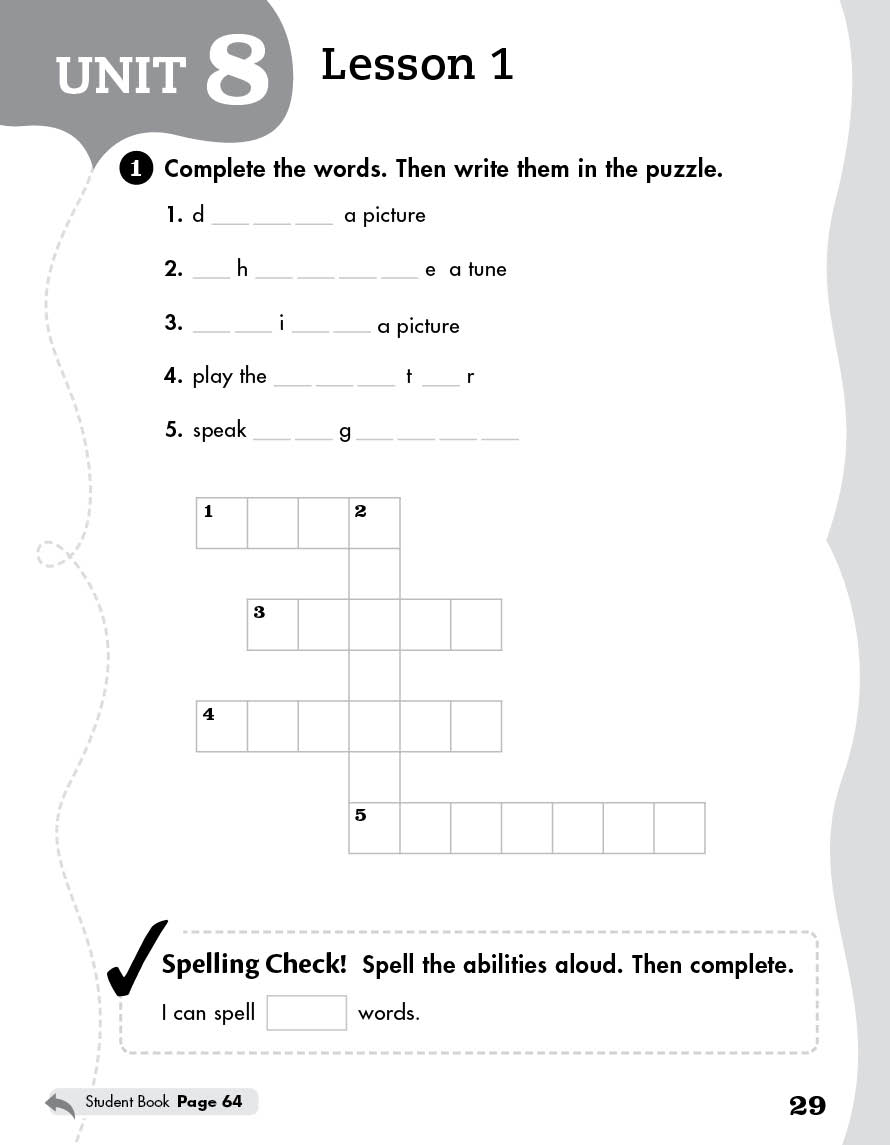 UNIT 8 Lesson 1
1 Complete the words. Then write them in the puzzle.
1. d ___ ___ ___ a picture
2. ___ h ___ ___ ___ ___ e a tune
3. ___ ___ i ___ ___ a picture
4. play the ___ ___ ___ t ___ r
5. speak ___ ___ g ___ ___ ___ ___
1 2
3
4
5
Spelling Check! Spell the abilities aloud. Then complete.
I can spell words.
Student Book Page 64
29